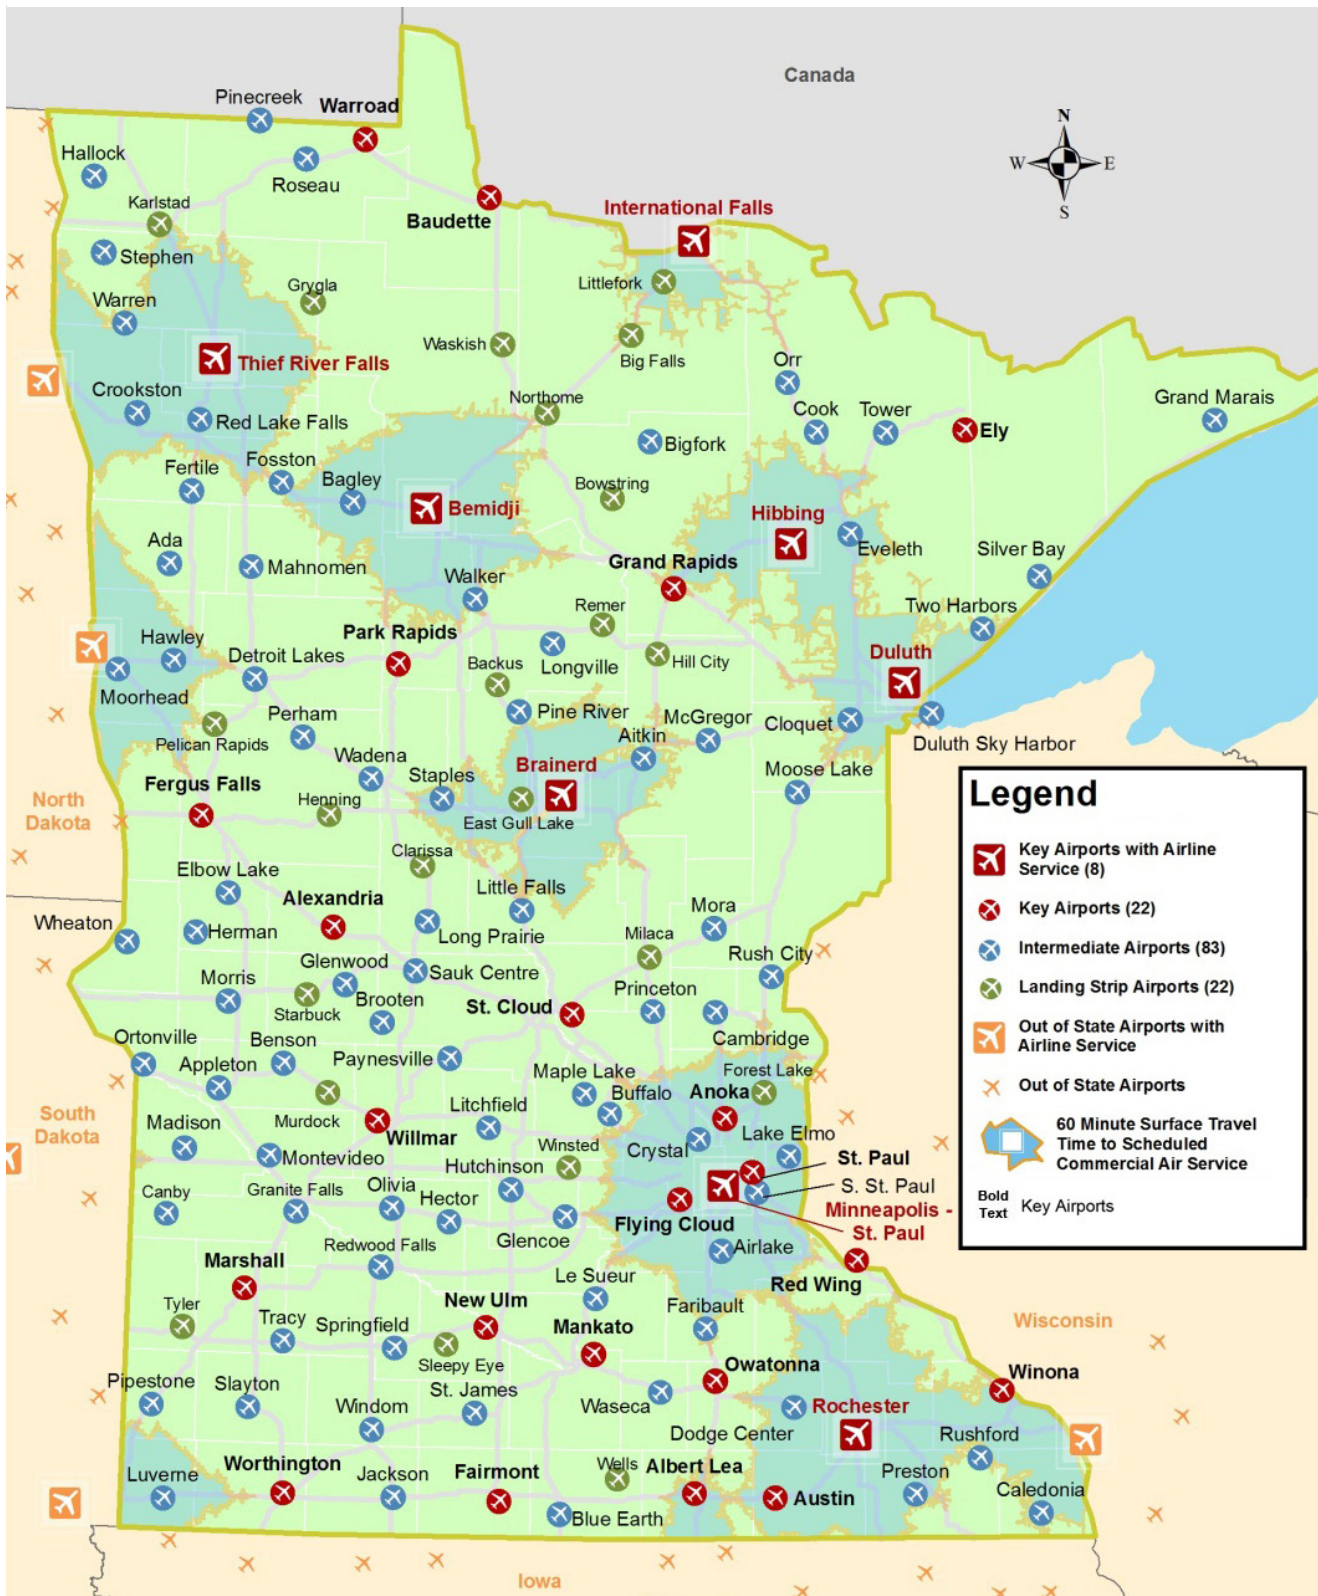 Canada
Pinecreek
Warroad
N
W
E
S
Hallock
Roseau
Karlstad
Baudette
International Falls
Stephen
Grygla
Littlefork
Warren
Waskish
Big Falls
Thief River Falls
Orr
Crookston
Northome
Cook
Tower
Grand Marais
Red Lake Falls
Bigfork
Ely
Fosston
Fertile
Bagley
Bowstring
Bemidji
Hibbing
Ada
Eveleth
Silver Bay
Mahnomen
Walker
Grand Rapids
Remer
Two Harbors
Park Rapids
Hawley
Detroit Lakes
Longville
Hill City
Duluth
Backus
Moorhead
Perham
Pine River
McGregor
Cloquet
Pelican Rapids
Aitkin
Duluth Sky Harbor
Wadena
Brainerd
Moose Lake
Fergus Falls
Staples
Henning
East Gull Lake
North
Dakota
Clarissa
Elbow Lake
Little Falls
Alexandria
Mora
Wheaton
Herman
Long Prairie
Milaca
Glenwood
Sauk Centre
Rush City
Morris
Princeton
Starbuck
Brooten
St. Cloud
Ortonville
Benson
Cambridge
Appleton
Paynesville
Maple Lake
Forest Lake
Buffalo
Anoka
South
Dakota
Madison
Murdock
Litchfield
Willmar
Crystal
Lake Elmo
Montevideo
Winsted
Hutchinson
St. Paul
S. St. Paul
Canby
Granite Falls
Olivia
Hector
Minneapolis -
St. Paul
Flying Cloud
Glencoe
Redwood Falls
Airlake
Marshall
Le Sueur
Red Wing
Tyler
Tracy
Springfield
New Ulm
Faribault
Wisconsin
Mankato
Sleepy Eye
Owatonna
Winona
Pipestone
Slayton
St. James
Waseca
Rochester
Windom
Dodge Center
Rushford
Luverne
Worthington
Jackson
Fairmont
Wells
Albert Lea
Preston
Austin
Caledonia
Blue Earth
Iowa
Legend
Key Airports with Airline
Service (8)
Key Airports (22)
Intermediate Airports (83)
Landing Strip Airports (22)
Out of State Airports with
Airline Service
Out of State Airports
60 Minute Surface Travel
Time to Scheduled
Commercial Air Service
Bold
Text
Key Airports